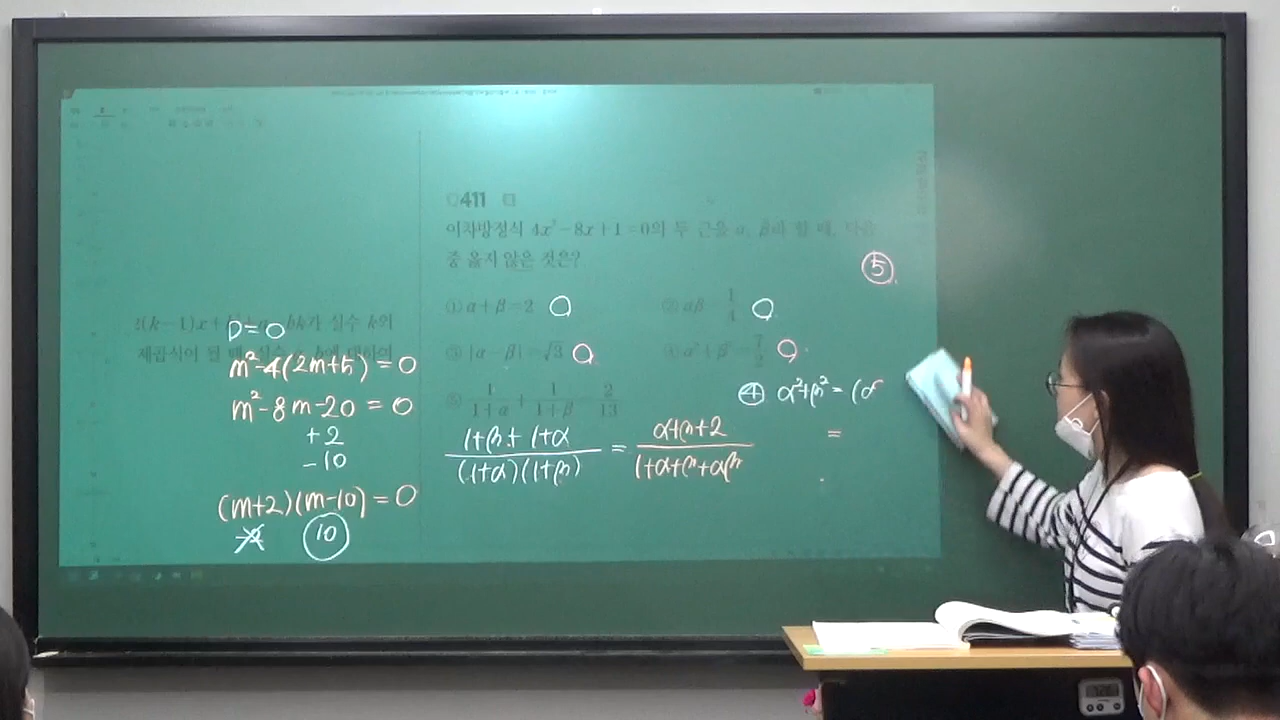 0411
이차방정식 4x²-8x+1=0의 두 근을 α, β라 할 때, 다음
중 옳지 않은 것은?
⑤
① α+β=2 ○ ② αβ=1/4 ○
③ |α-β|=√3 ○ ④ α²+β²=7/2 ○
⑤ 1/(1+α) + 1/(1+β) = 2/13
(1+β+1+α)/((1+α)(1+β)) = (α+β+2)/(1+α+β+αβ)
④ α²+β² = (α
=
(k-1)x+
가 실수 k의
제곱식이 될 때,
D=0
m²-4(2m+5)=0
m²-8m-20=0
+2
-10
(m+2)(m-10)=0
10